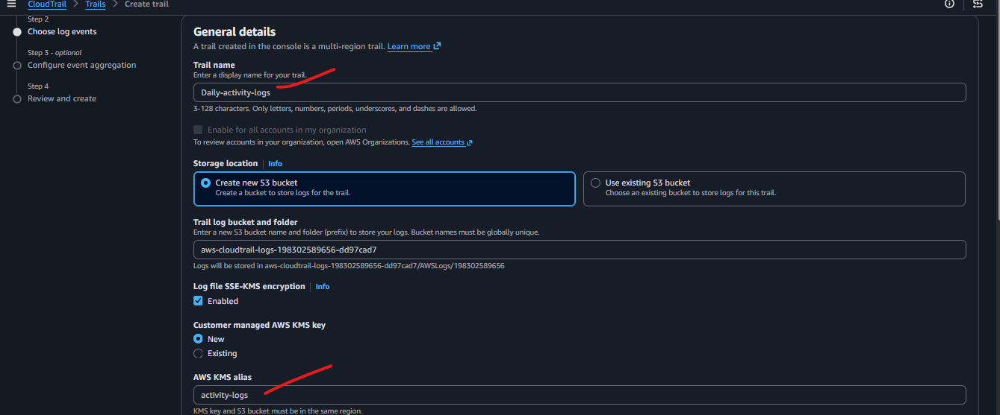 CloudTrail > Trails > Create trail
Step 2
Choose log events
Step 3 - optional
Configure event aggregation
Step 4
Review and create
General details
A trail created in the console is a multi-region trail. Learn more
Trail name
Enter a display name for your trail.
Daily-activity-logs
3-128 characters. Only letters, numbers, periods, underscores, and dashes are allowed.
Enable for all accounts in my organization
To review accounts in your organization, open AWS Organizations. See all accounts
Storage location | Info
Create new S3 bucket
Create a bucket to store logs for the trail.
Use existing S3 bucket
Choose an existing bucket to store logs for this trail.
Trail log bucket and folder
Enter a new S3 bucket name and folder (prefix) to store your logs. Bucket names must be globally unique.
aws-cloudtrail-logs-198302589656-dd97cad7
Logs will be stored in aws-cloudtrail-logs-198302589656-dd97cad7/AWSLogs/198302589656
Log file SSE-KMS encryption | Info
Enabled
Customer managed AWS KMS key
New
Existing
AWS KMS alias
activity-logs
KMS key and S3 bucket must be in the same region.